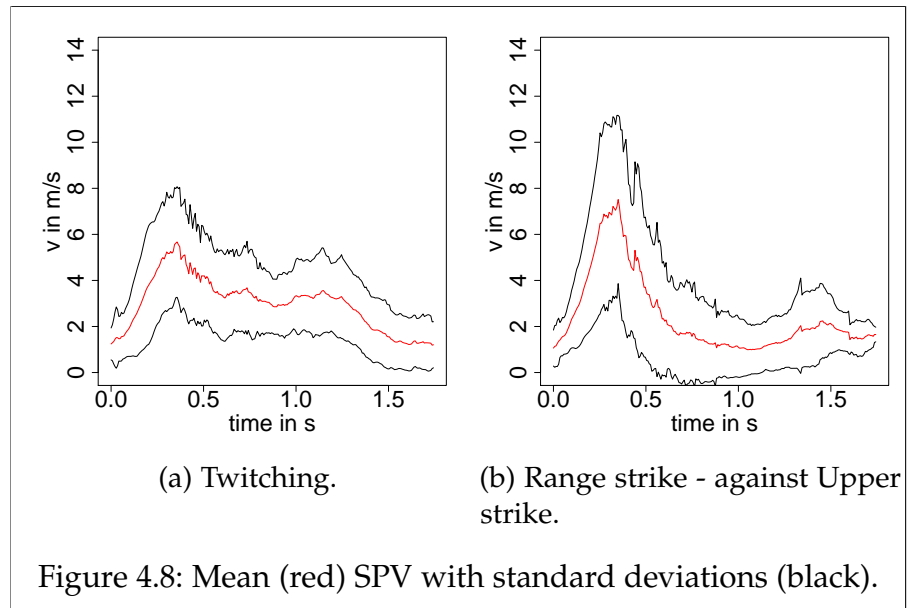 14
12
10
8
6
4
2
0
v in m/s
0.0 0.5 1.0 1.5
time in s
(a) Twitching.
14
12
10
8
6
4
2
0
v in m/s
0.0 0.5 1.0 1.5
time in s
(b) Range strike - against Upper
strike.
Figure 4.8: Mean (red) SPV with standard deviations (black).